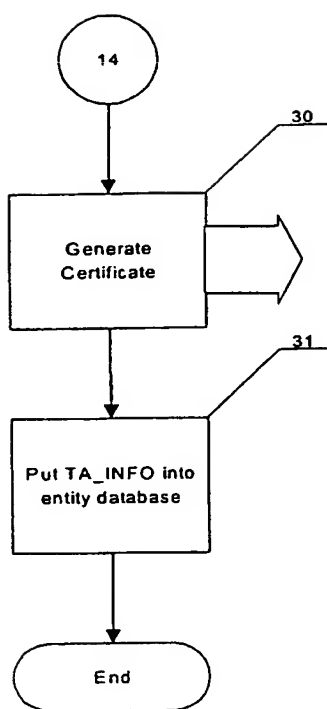 14
30
Generate
Certificate
31
Put TA_INFO into
entity database
End